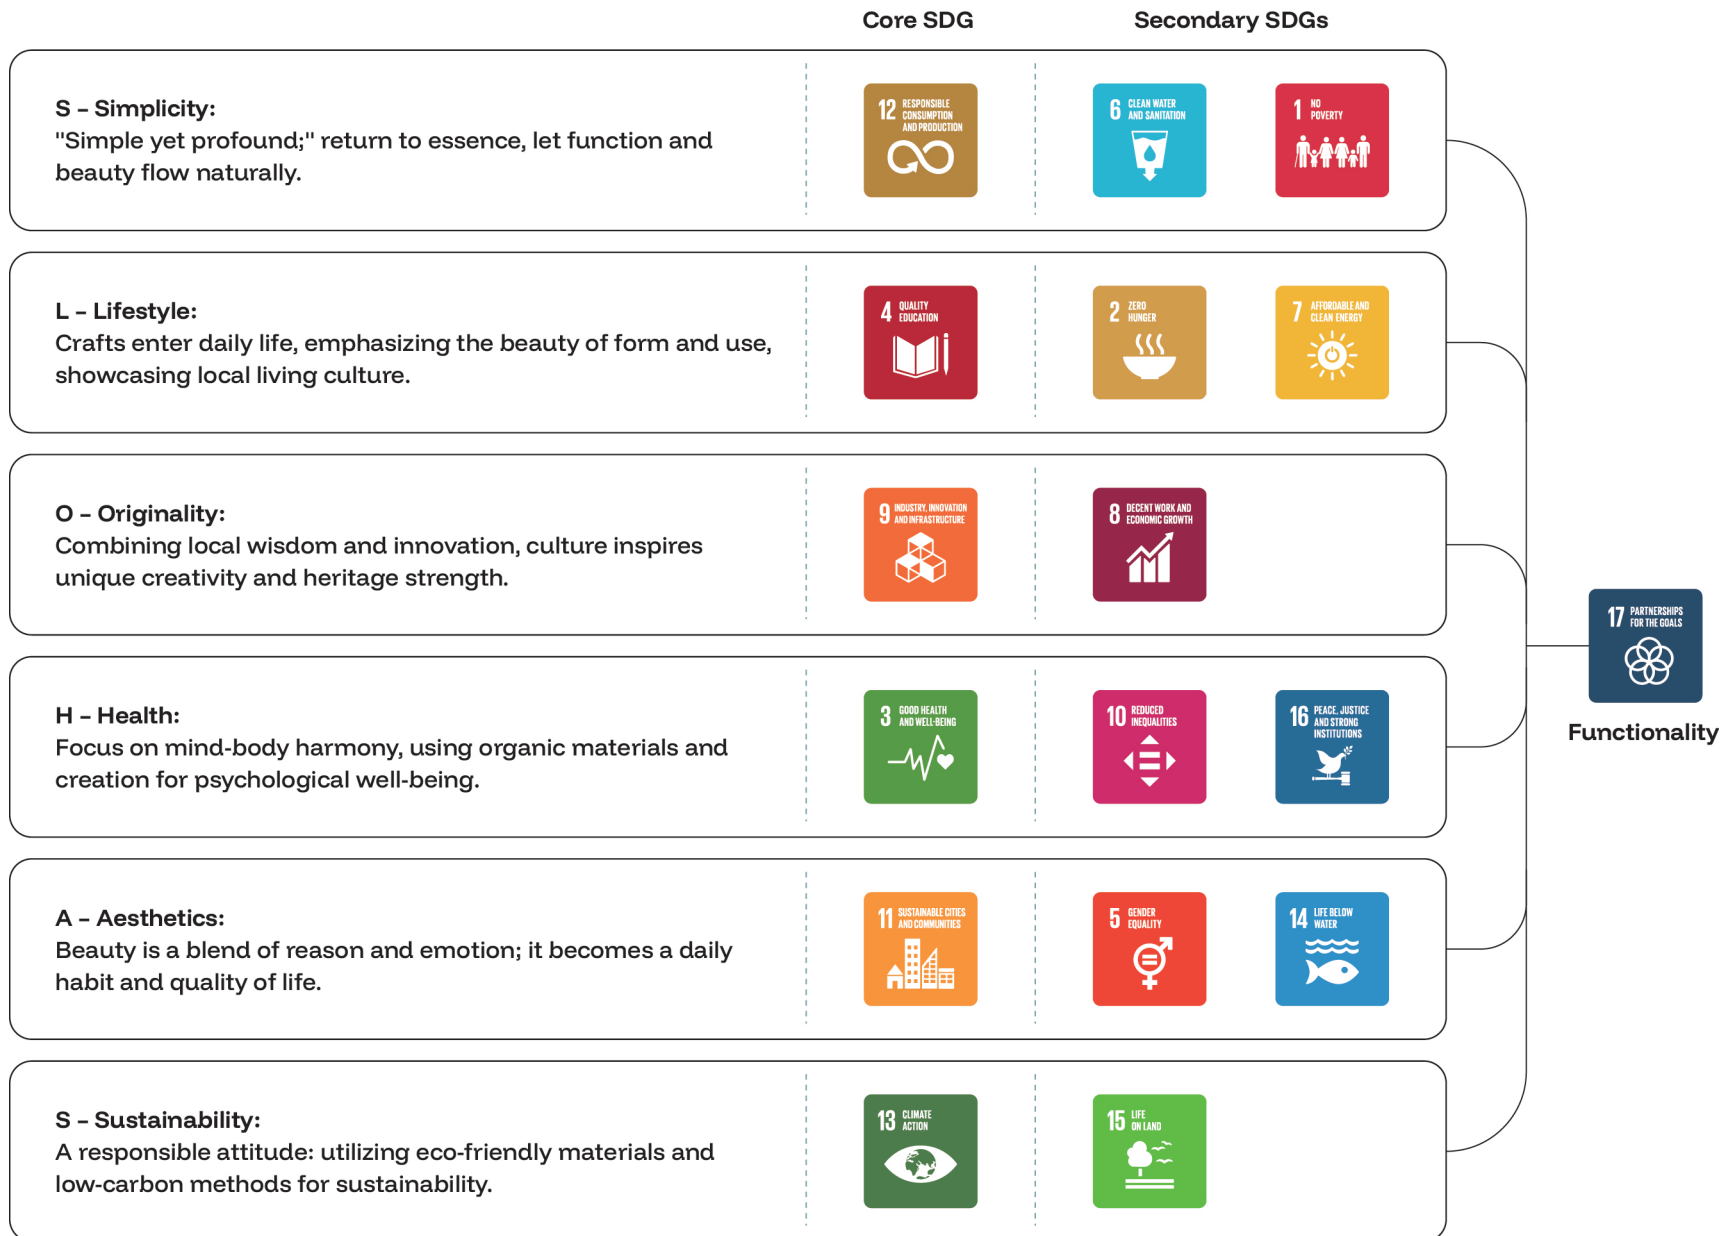 Core SDG
Secondary SDGs
S – Simplicity:
"Simple yet profound;" return to essence, let function and
beauty flow naturally.
12 RESPONSIBLE
CONSUMPTION
AND PRODUCTION
6 CLEAN WATER
AND SANITATION
1 NO
POVERTY
L – Lifestyle:
Crafts enter daily life, emphasizing the beauty of form and use,
showcasing local living culture.
4 QUALITY
EDUCATION
2 ZERO
HUNGER
7 AFFORDABLE AND
CLEAN ENERGY
O – Originality:
Combining local wisdom and innovation, culture inspires
unique creativity and heritage strength.
9 INDUSTRY, INNOVATION
AND INFRASTRUCTURE
8 DECENT WORK AND
ECONOMIC GROWTH
17 PARTNERSHIPS
FOR THE GOALS
Functionality
H – Health:
Focus on mind-body harmony, using organic materials and
creation for psychological well-being.
3 GOOD HEALTH
AND WELL-BEING
10 REDUCED
INEQUALITIES
16 PEACE, JUSTICE
AND STRONG
INSTITUTIONS
A – Aesthetics:
Beauty is a blend of reason and emotion; it becomes a daily
habit and quality of life.
11 SUSTAINABLE CITIES
AND COMMUNITIES
5 GENDER
EQUALITY
14 LIFE BELOW
WATER
S – Sustainability:
A responsible attitude: utilizing eco-friendly materials and
low-carbon methods for sustainability.
13 CLIMATE
ACTION
15 LIFE
ON LAND